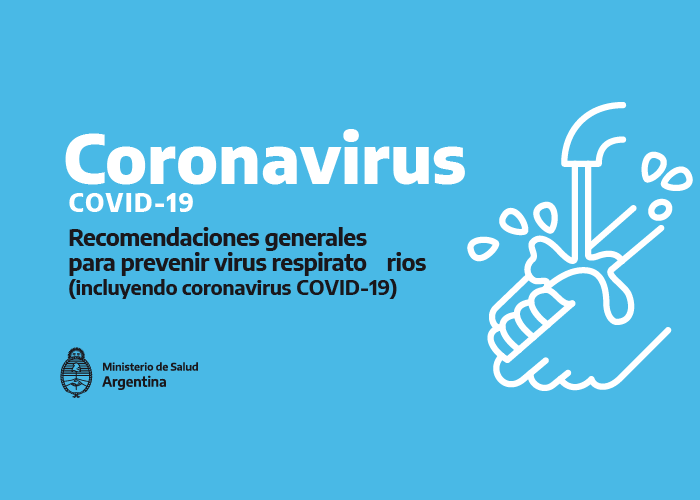 Coronavirus
COVID-19
Recomendaciones generales
para prevenir virus respirato rios
(incluyendo coronavirus COVID-19)
Ministerio de Salud
Argentina